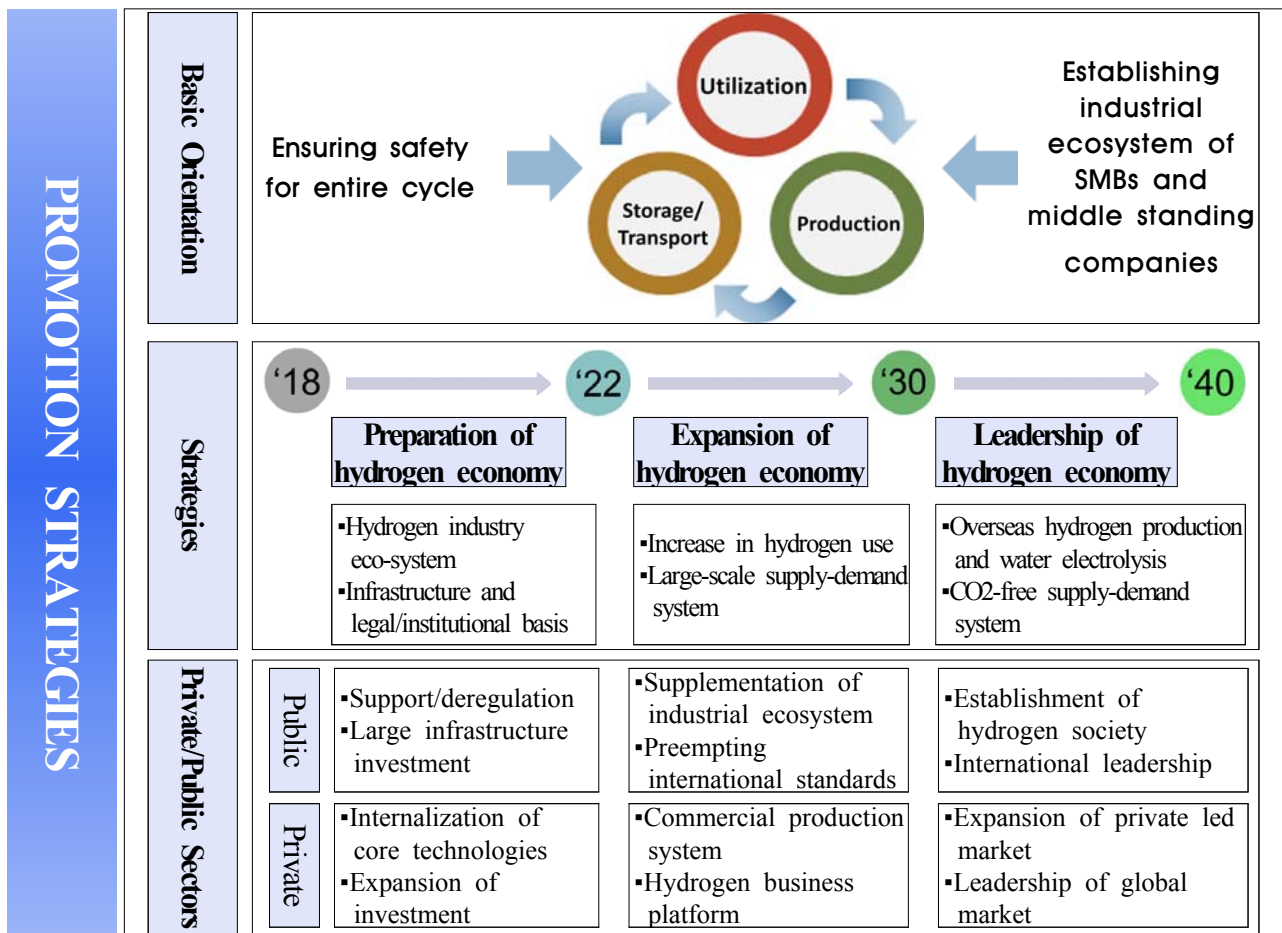 PROMOTION STRATEGIES
Basic Orientation
Ensuring safety
for entire cycle
Utilization
Storage/
Transport
Production
Establishing
industrial
ecosystem of
SMBs and
middle standing
companies
Strategies
‘18
‘22
‘30
‘40
Preparation of
hydrogen economy
Expansion of
hydrogen economy
Leadership of
hydrogen economy
▪Hydrogen industry
eco-system
▪Infrastructure and
legal/institutional basis
▪Increase in hydrogen use
▪Large-scale supply-demand
system
▪Overseas hydrogen production
and water electrolysis
▪CO2-free supply-demand
system
Private/Public Sectors
Public
▪Support/deregulation
▪Large infrastructure
investment
▪Supplementation of
industrial ecosystem
▪Preempting
international standards
▪Establishment of
hydrogen society
▪International leadership
Private
▪Internalization of
core technologies
▪Expansion of
investment
▪Commercial production
system
▪Hydrogen business
platform
▪Expansion of private led
market
▪Leadership of global
market